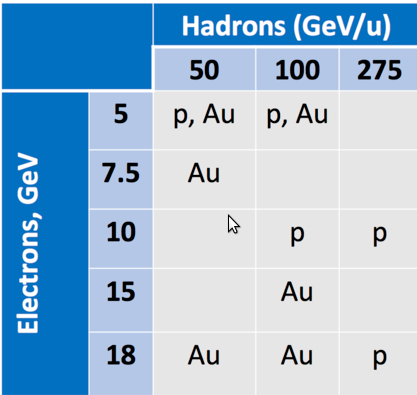 Hadrons (GeV/u)
50 100 275
Electrons, GeV
5 p, Au p, Au
7.5 Au
10 p p
15 Au
18 Au Au p